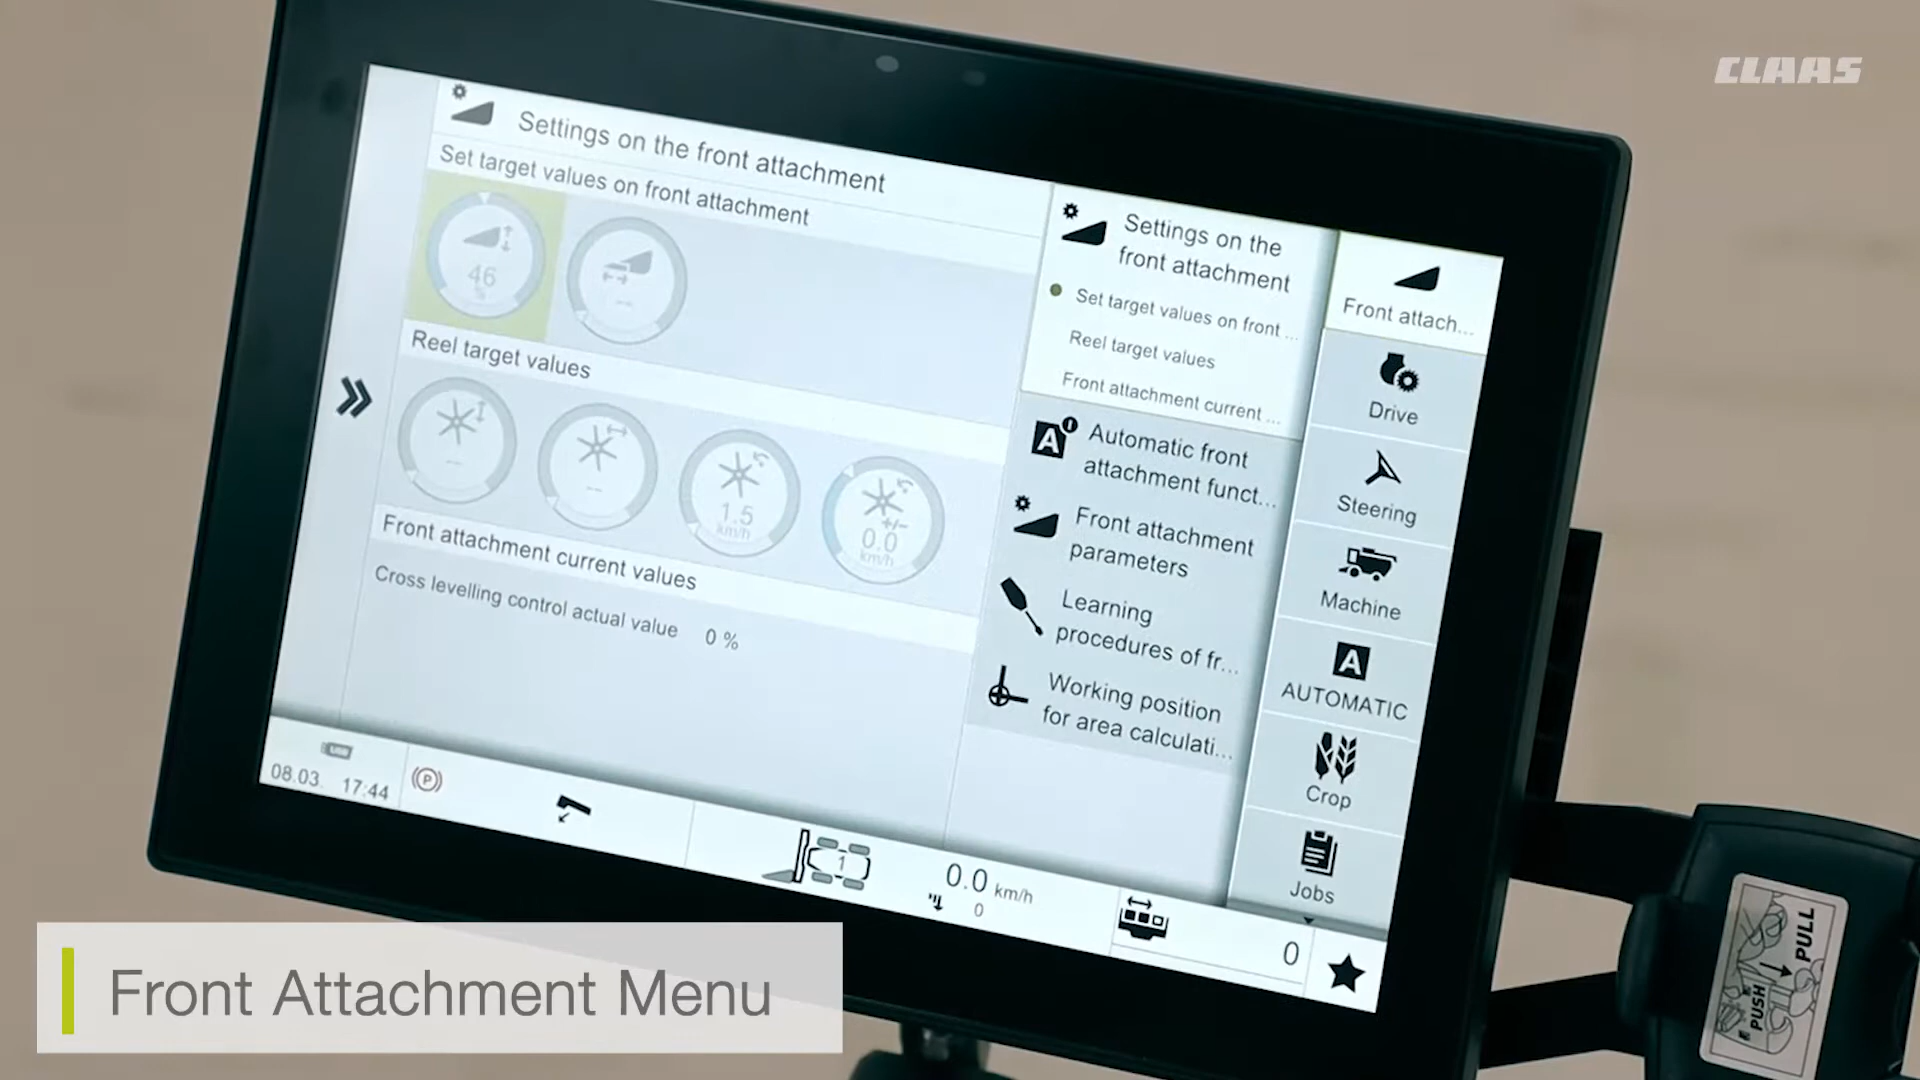 CLAAS
Settings on the front attachment
Set target values on front attachment
46
%
--
Reel target values
--
--
1.5
km/h
+/-
0.0
km/h
Front attachment current values
Cross levelling control actual value 0 %
Settings on the
front attachment
Set target values on front ...
Reel target values
Front attachment current ...
A
Automatic front
attachment funct...
Front attachment
parameters
Learning
procedures of fr...
Working position
for area calculati...
Front attach...
Drive
Steering
Machine
A
AUTOMATIC
Crop
Jobs
USB
08.03. 17:44
P
1
0.0 km/h
0
0
PULL
PUSH
Front Attachment Menu